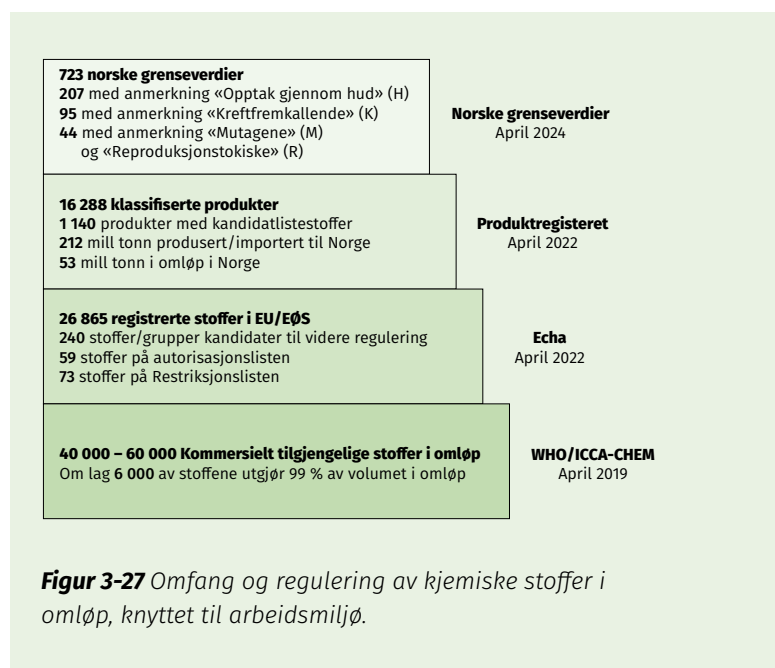 723 norske grenseverdier
207 med anmerkning «Opptak gjennom hud» (H)
95 med anmerkning «Kreftfremkallende» (K)
44 med anmerkning «Mutagene» (M)
og «Reproduksjonstokiske» (R)
Norske grenseverdier
April 2024
16 288 klassifiserte produkter
1 140 produkter med kandidatlistestoffer
212 mill tonn produsert/importert til Norge
53 mill tonn i omløp i Norge
Produktregisteret
April 2022
26 865 registrerte stoffer i EU/EØS
240 stoffer/grupper kandidater til videre regulering
59 stoffer på autorisasjonslisten
73 stoffer på Restriksjonslisten
Echa
April 2022
40 000 – 60 000 Kommersielt tilgjengelige stoffer i omløp
Om lag 6 000 av stoffene utgjør 99 % av volumet i omløp
WHO/ICCA-CHEM
April 2019
Figur 3-27 Omfang og regulering av kjemiske stoffer i
omløp, knyttet til arbeidsmiljø.